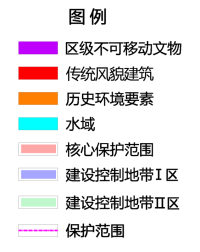 图例
区级不可移动文物
传统风貌建筑
历史环境要素
水域
核心保护范围
建设控制地带I区
建设控制地带II区
保护范围